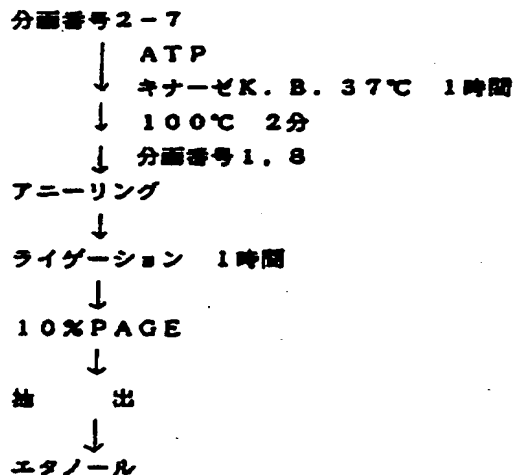 分画番号2-7
↓ ATP
キナーゼK.B.37℃ 1時間
↓ 100℃ 2分
↓ 分画番号1,8
アニーリング
↓
ライゲーション 1時間
↓
10%PAGE
↓
抽 出
↓
エタノール